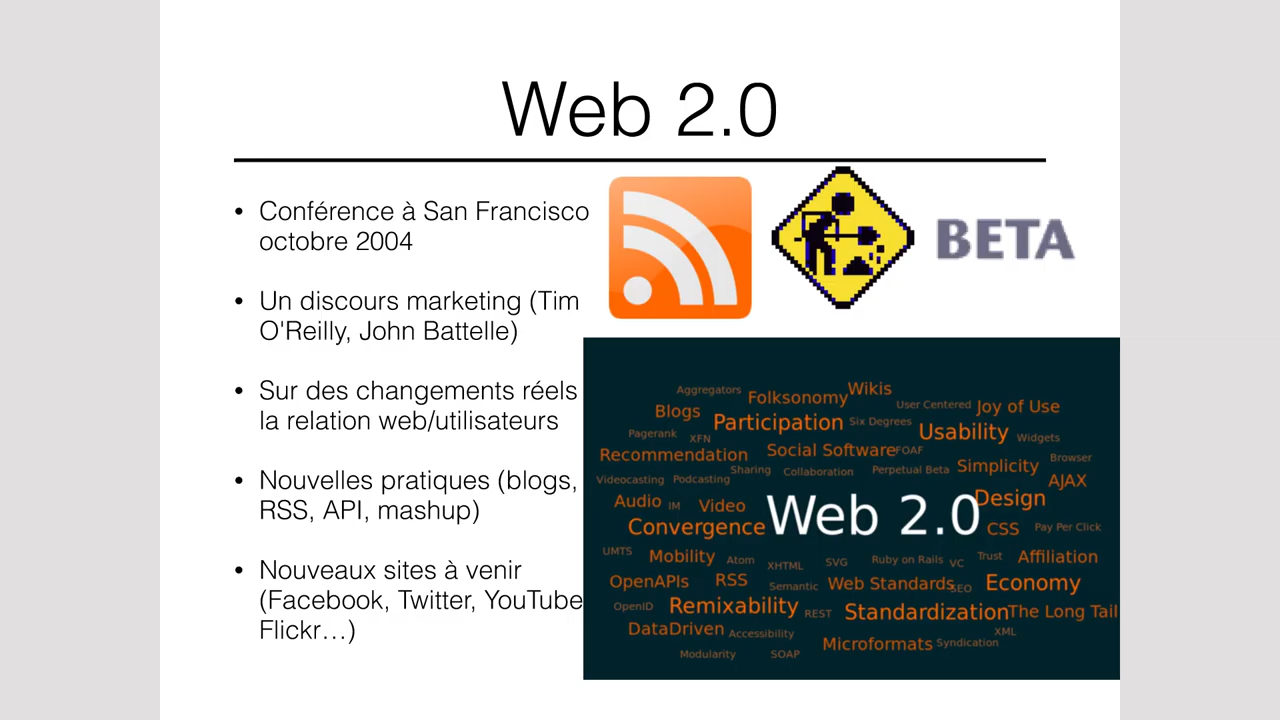 Web 2.0
• Conférence à San Francisco
octobre 2004
• Un discours marketing (Tim
O'Reilly, John Battelle)
• Sur des changements réels
la relation web/utilisateurs
• Nouvelles pratiques (blogs,
RSS, API, mashup)
• Nouveaux sites à venir
(Facebook, Twitter, YouTube
Flickr…)
BETA
Aggregators Folksonomy Wikis
Blogs Participation Six Degrees User Centered Joy of Use
Pagerank XFN Usability Widgets
Recommendation Social Software FOAF Browser
Sharing Collaboration Perpetual Beta Simplicity
Videocasting Podcasting AJAX
Audio IM Video Web 2.0 Design
Convergence CSS Pay Per Click
UMTS Mobility Atom XHTML SVG Ruby on Rails VC Trust Affiliation
OpenAPIs RSS Semantic Web Standards SEO Economy
OpenID Remixability REST Standardization The Long Tail
DataDriven Accessibility XML
Microformats Syndication
Modularity SOAP